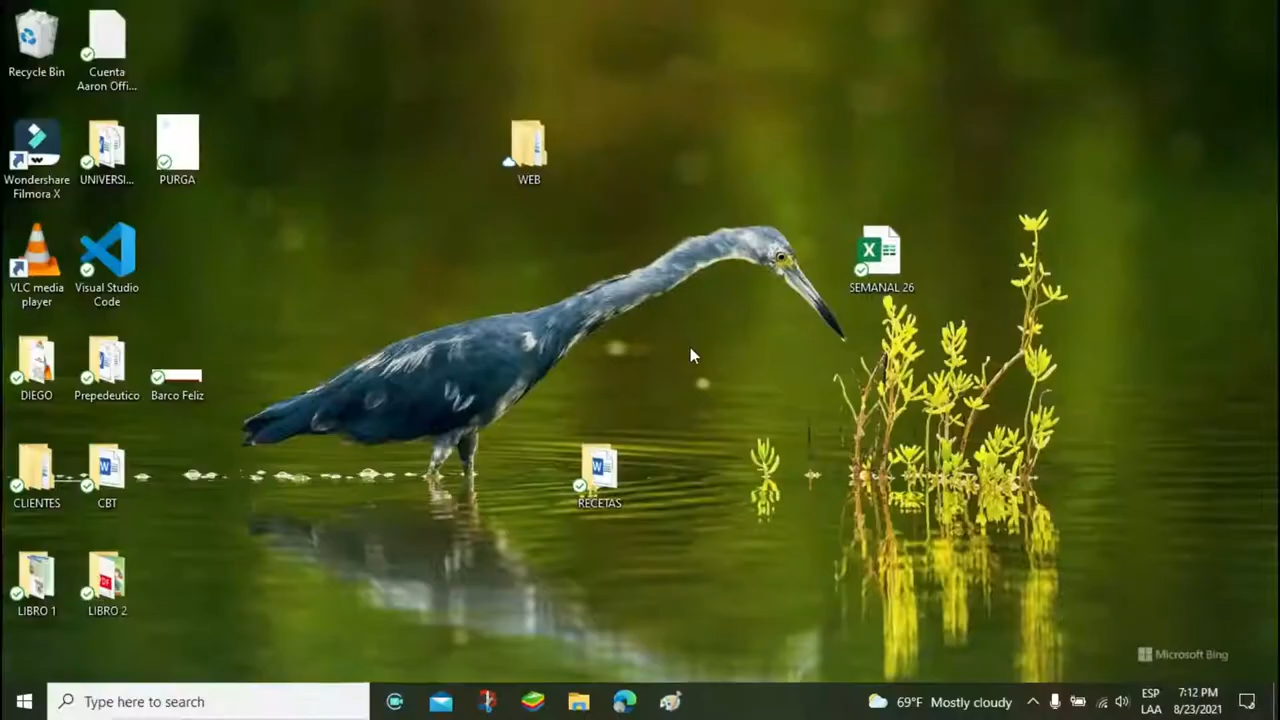 Recycle Bin
Cuenta
Aaron Offi...
Wondershare
Filmora X
UNIVERSI...
PURGA
WEB
VLC media
player
Visual Studio
Code
SEMANAL 26
DIEGO
Prepedeutico
Barco Feliz
CLIENTES
CBT
RECETAS
LIBRO 1
LIBRO 2
Microsoft Bing
Type here to search
69°F Mostly cloudy
ESP
LAA
7:12 PM
8/23/2021